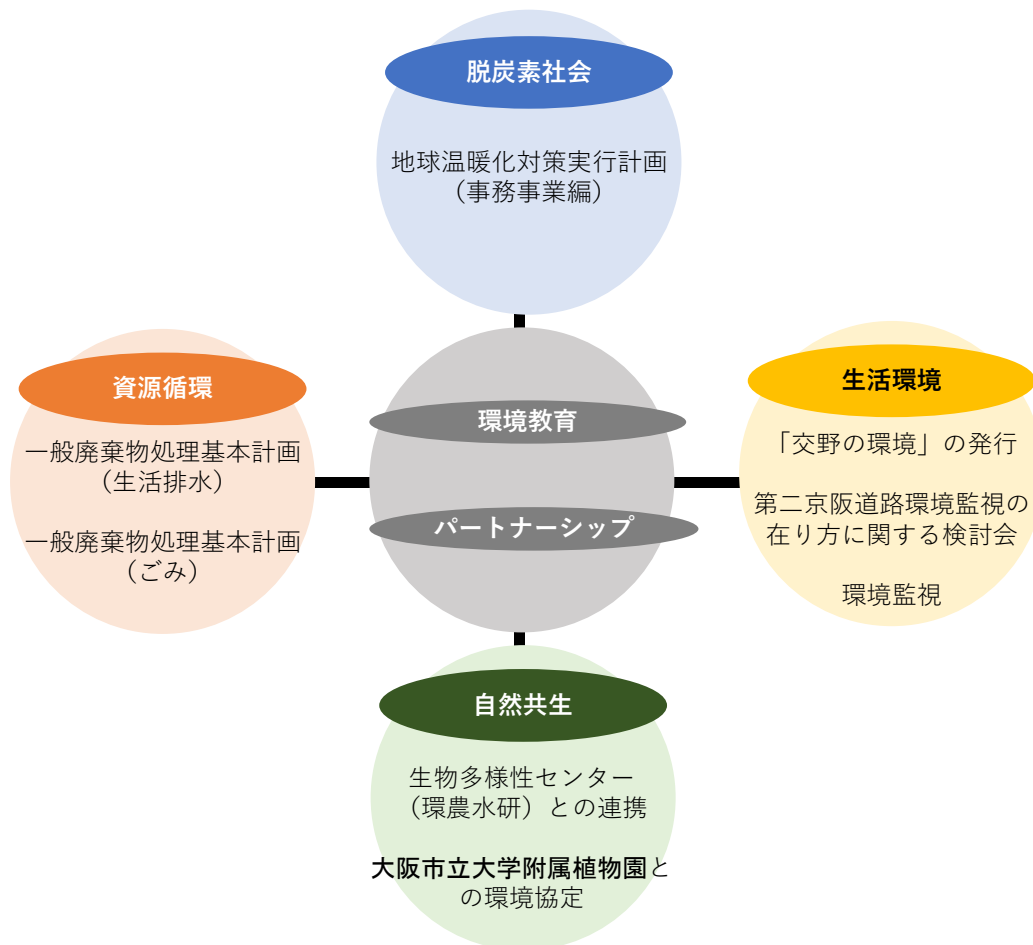 脱炭素社会
地球温暖化対策実行計画
（事務事業編）
資源循環
一般廃棄物処理基本計画
（生活排水）
一般廃棄物処理基本計画
（ごみ）
環境教育
パートナーシップ
生活環境
「交野の環境」の発行
第二京阪道路環境監視の
在り方に関する検討会
環境監視
自然共生
生物多様性センター
（環農水研）との連携
大阪市立大学附属植物園と
の環境協定